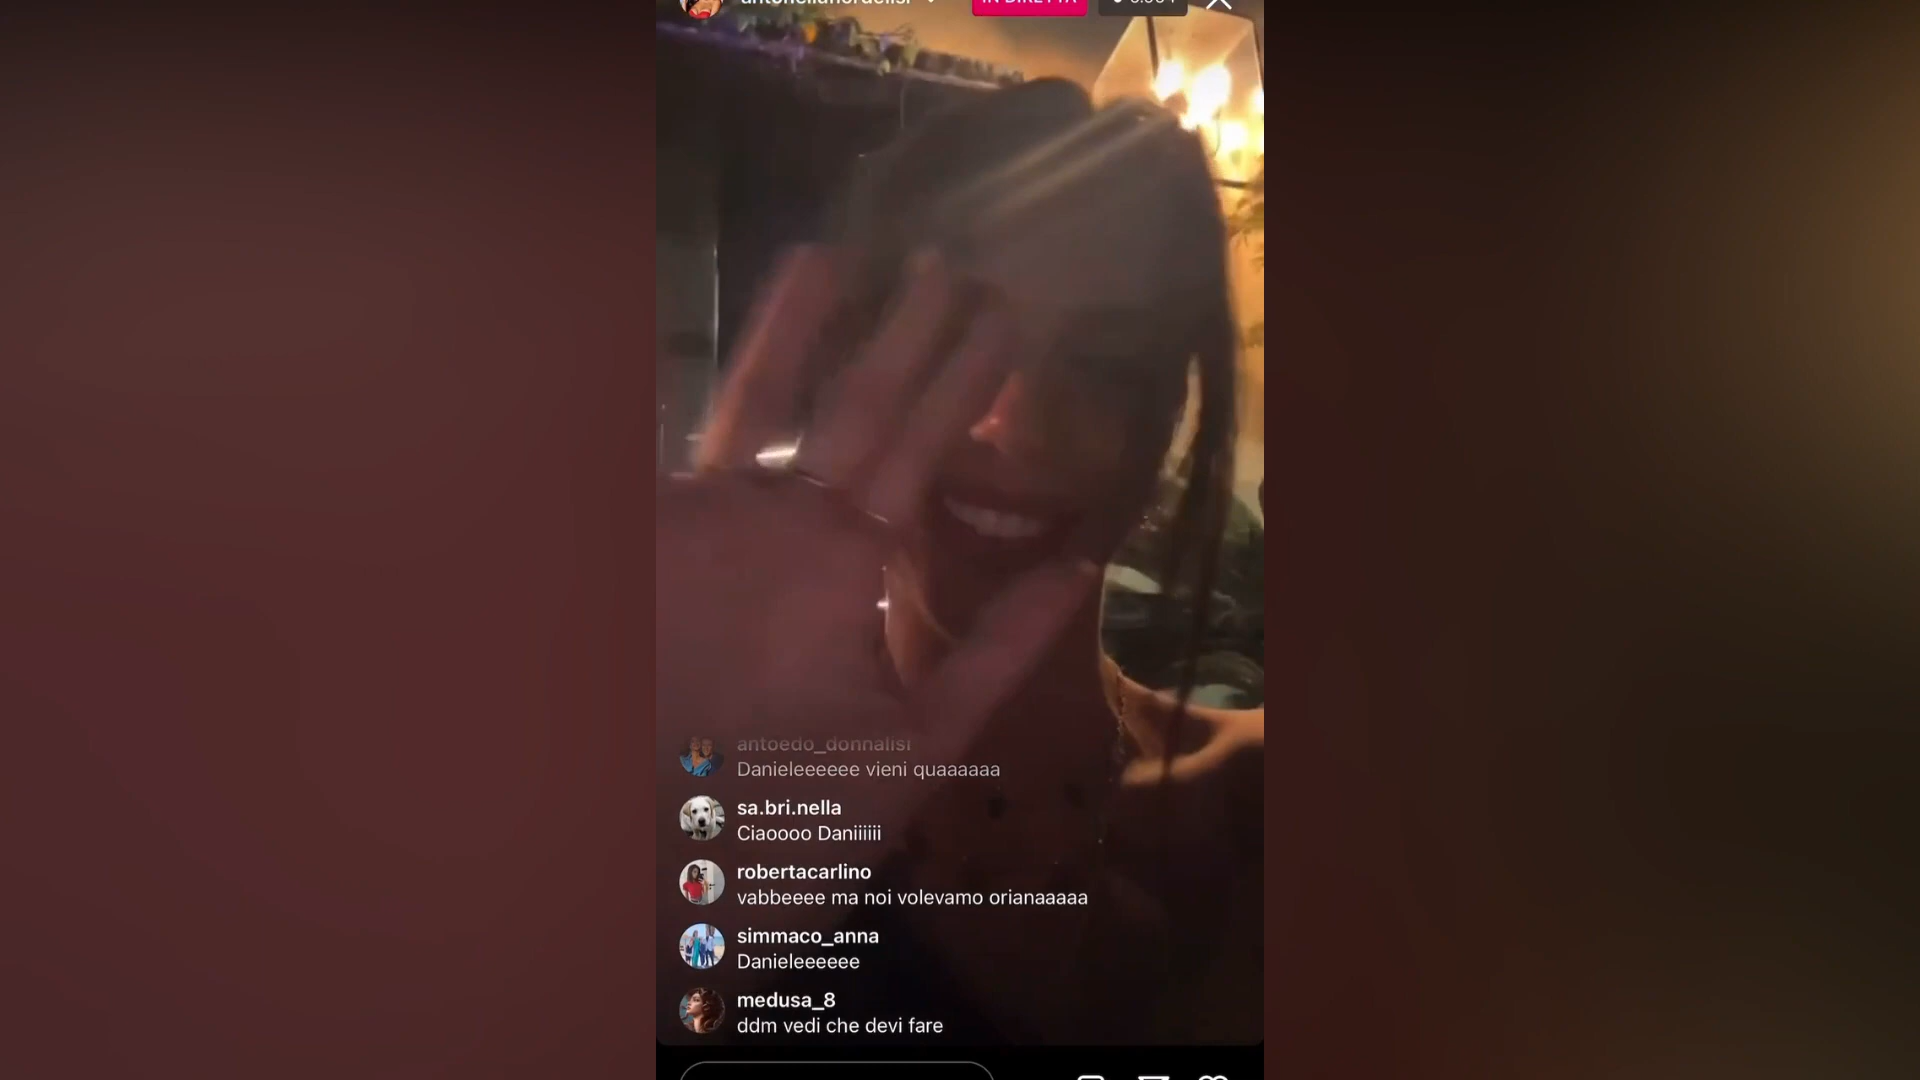 antoedo_donnalisi
Danieleeeeee vieni quaaaaaa
sa.bri.nella
Ciaoooo Daniiiiii
robertacarlino
vabbeeee ma noi volevamo orianaaaaa
simmaco_anna
Danieleeeeee
medusa_8
ddm vedi che devi fare